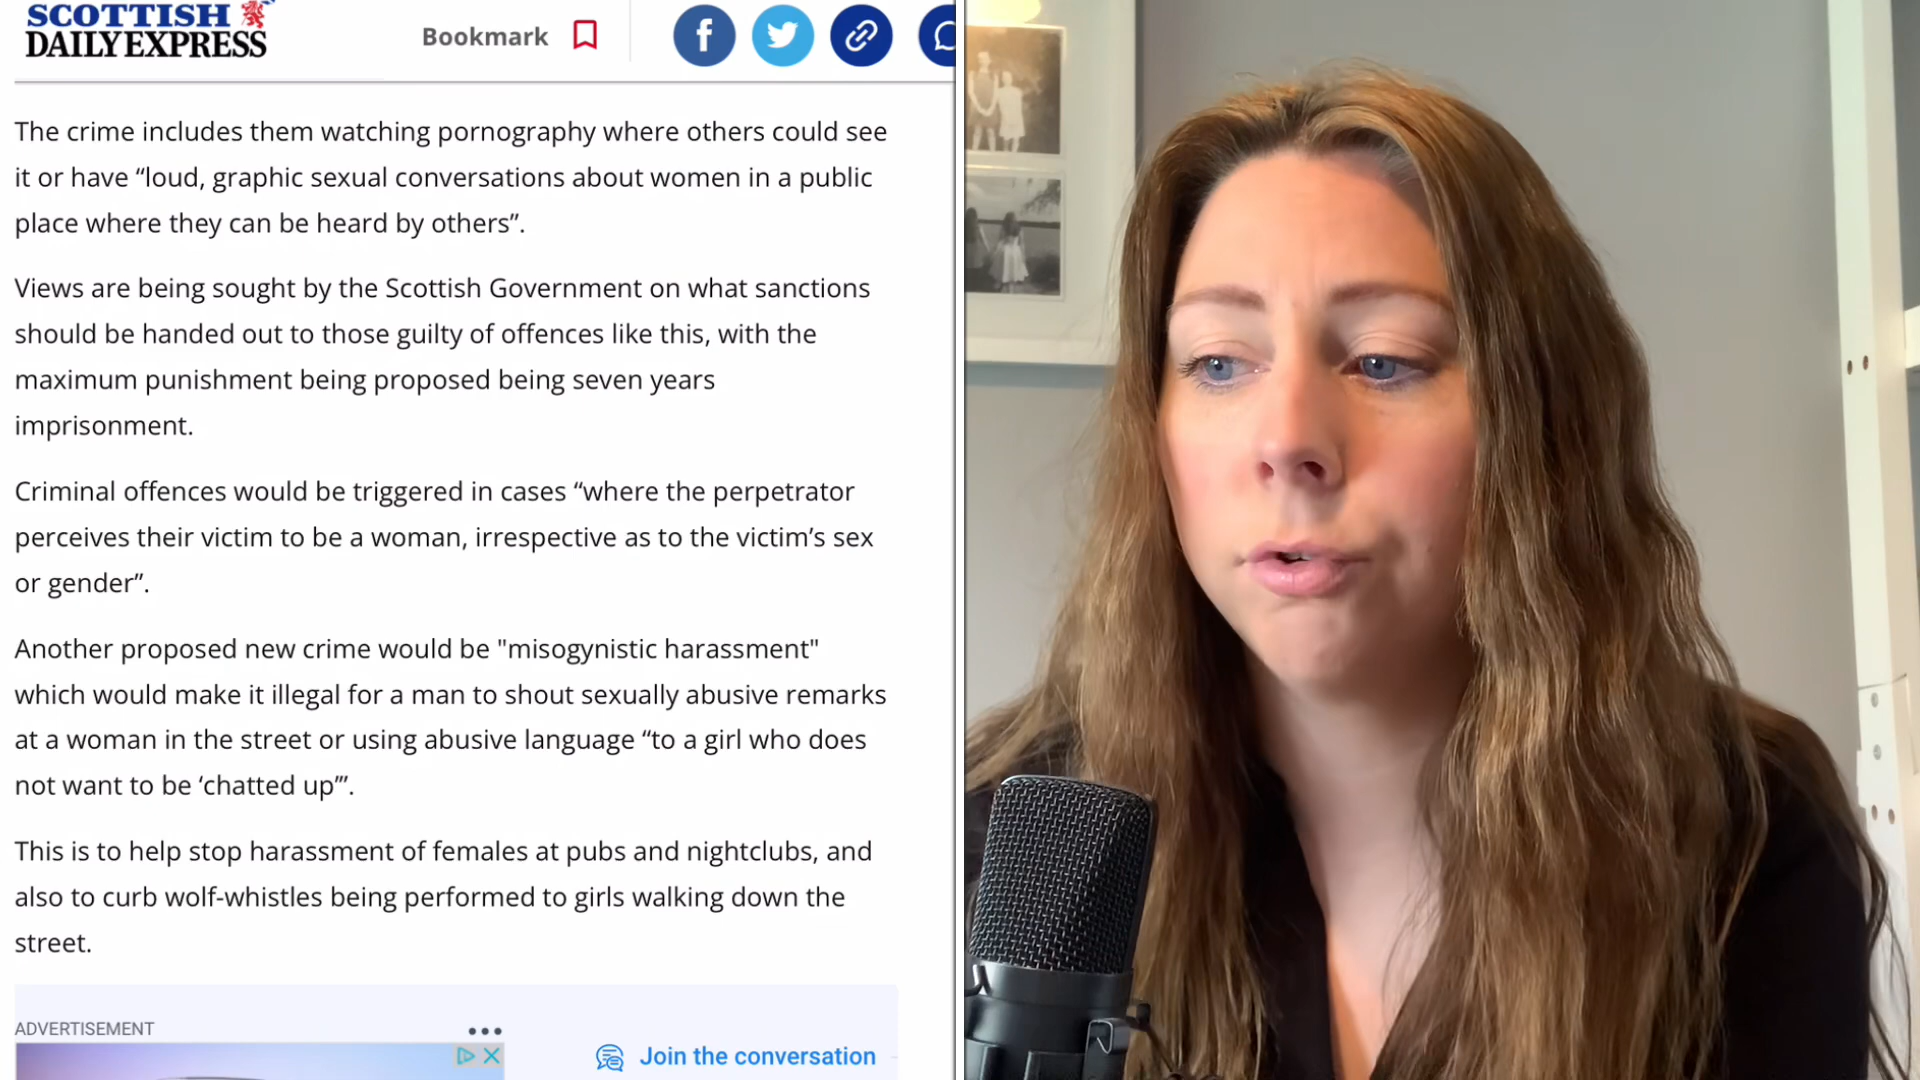 SCOTTISH
DAILY EXPRESS
Bookmark
The crime includes them watching pornography where others could see
it or have “loud, graphic sexual conversations about women in a public
place where they can be heard by others”.
Views are being sought by the Scottish Government on what sanctions
should be handed out to those guilty of offences like this, with the
maximum punishment being proposed being seven years
imprisonment.
Criminal offences would be triggered in cases “where the perpetrator
perceives their victim to be a woman, irrespective as to the victim’s sex
or gender”.
Another proposed new crime would be "misogynistic harassment"
which would make it illegal for a man to shout sexually abusive remarks
at a woman in the street or using abusive language “to a girl who does
not want to be ‘chatted up’”.
This is to help stop harassment of females at pubs and nightclubs, and
also to curb wolf-whistles being performed to girls walking down the
street.
ADVERTISEMENT
Join the conversation